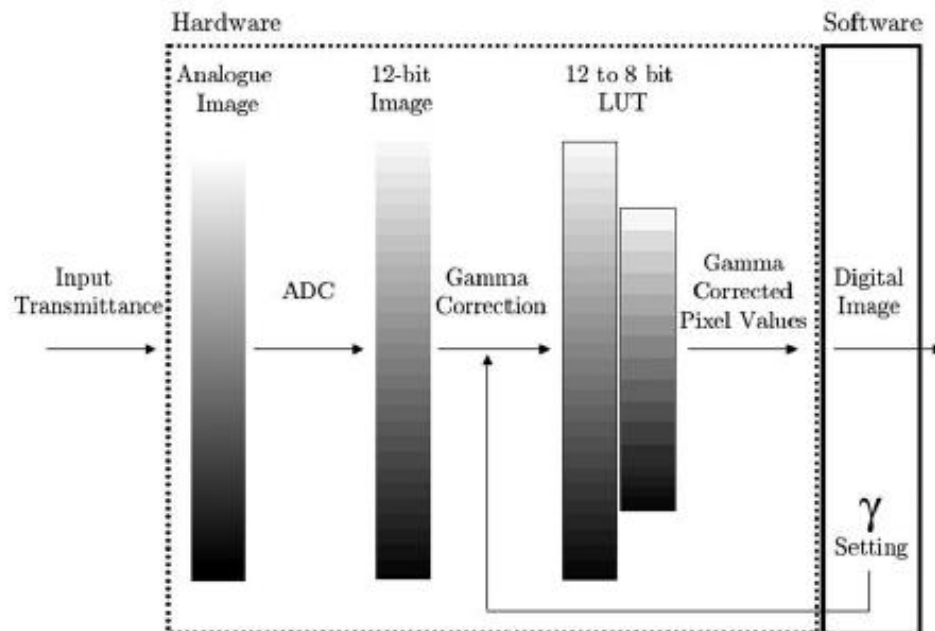 Hardware
Software
Analogue
Image
12-bit
Image
12 to 8 bit
LUT
Input
Transmittance
ADC
Gamma
Correction
Gamma
Corrected
Pixel Values
Digital
Image
γ
Setting